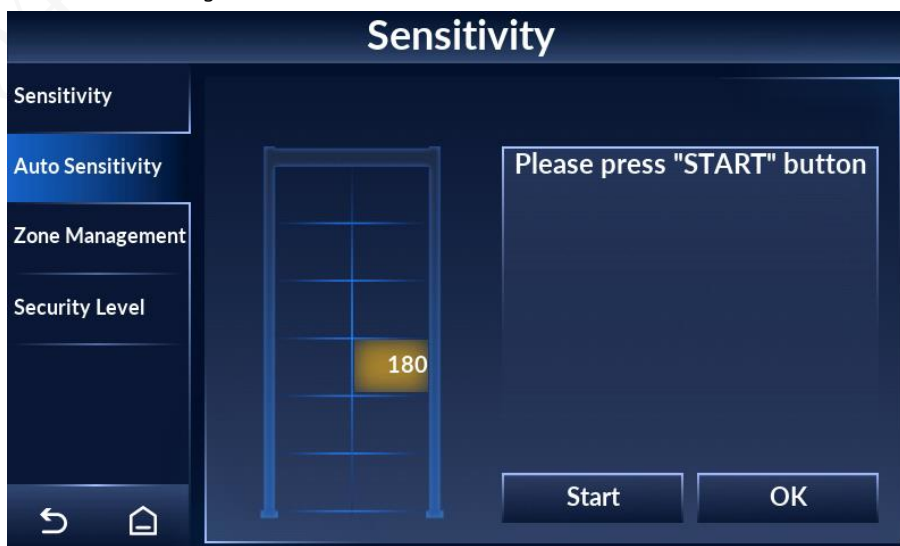 Sensitivity
Sensitivity
Auto Sensitivity
Zone Management
Security Level
Please press "START" button
180
Start
OK